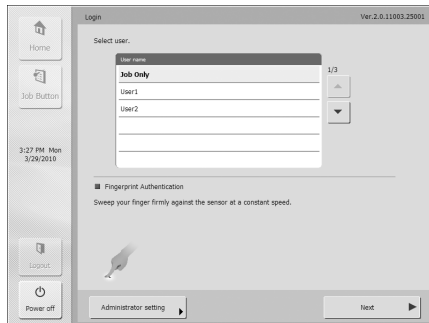 Login
Ver.2.0.11003.25001
Home
Job Button
3:27 PM Mon
3/29/2010
Logout
Power off
Select user.
User name
Job Only
User1
User2
1/3
Fingerprint Authentication
Sweep your finger firmly against the sensor at a constant speed.
Administrator setting
Next